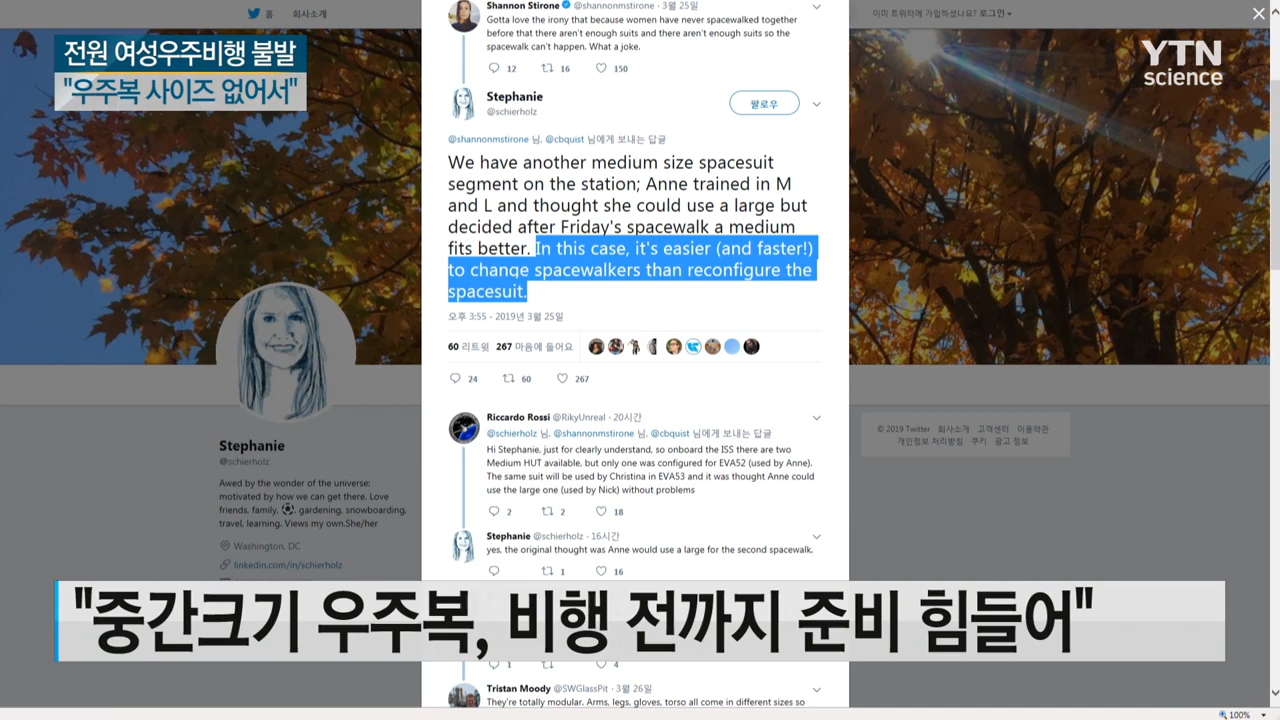 홈 회사소개
이미 트위터에 가입하셨나요? 로그인
전원 여성우주비행 불발
"우주복 사이즈 없어서"
YTN
science
Shannon Stirone @shannonmstirone · 3월 25일
Gotta love the irony that because women have never spacewalked together
before that there aren't enough suits and there aren't enough suits so the
spacewalk can't happen. What a joke.
12 16 150
Stephanie
@schierholz
팔로우
@shannonmstirone 님, @cbquist 님에게 보내는 답글
We have another medium size spacesuit
segment on the station; Anne trained in M
and L and thought she could use a large but
decided after Friday's spacewalk a medium
fits better. In this case, it's easier (and faster!)
to change spacewalkers than reconfigure the
spacesuit.
오후 3:55 - 2019년 3월 25일
60 리트윗 267 마음에 들어요
24 60 267
Riccardo Rossi @RikyUnreal · 20시간
@schierholz 님, @shannonmstirone 님, @cbquist 님에게 보내는 답글
Hi Stephanie, just for clearly understand, so onboard the ISS there are two
Medium HUT available, but only one was configured for EVA52 (used by Anne).
The same suit will be used by Christina in EVA53 and it was thought Anne could
use the large one (used by Nick) without problems
2 2 18
Stephanie @schierholz · 16시간
yes, the original thought was Anne would use a large for the second spacewalk.
1 16
Stephanie
@schierholz
Awed by the wonder of the universe;
motivated by how we can get there. Love
friends, family, ⚽, gardening, snowboarding,
travel, learning. Views my own.She/her
Washington, DC
linkedin.com/in/schierholz
© 2019 Twitter 회사소개 고객센터 이용약관
개인정보 처리방침 쿠키 광고 정보
"중간크기 우주복, 비행 전까지 준비 힘들어"
1 4
Tristan Moody @SWGlassPit · 3월 26일
They're totally modular. Arms, legs, gloves, torso all come in different sizes so
100%